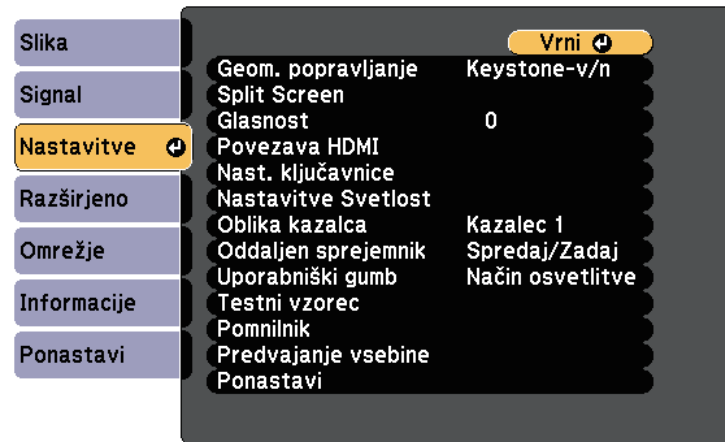 Slika
Signal
Nastavitve
Razširjeno
Omrežje
Informacije
Ponastavi
Vrni
Geom. popravljanje Keystone-v/n
Split Screen
Glasnost 0
Povezava HDMI
Nast. ključavnice
Nastavitve Svetlost
Oblika kazalca Kazalec 1
Oddaljen sprejemnik Spredaj/Zadaj
Uporabniški gumb Način osvetlitve
Testni vzorec
Pomnilnik
Predvajanje vsebine
Ponastavi